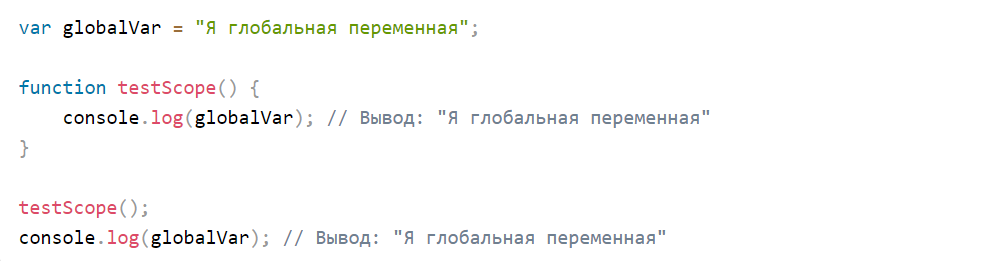 var globalVar = "Я глобальная переменная";
function testScope() {
    console.log(globalVar); // Вывод: "Я глобальная переменная"
}
testScope();
console.log(globalVar); // Вывод: "Я глобальная переменная"